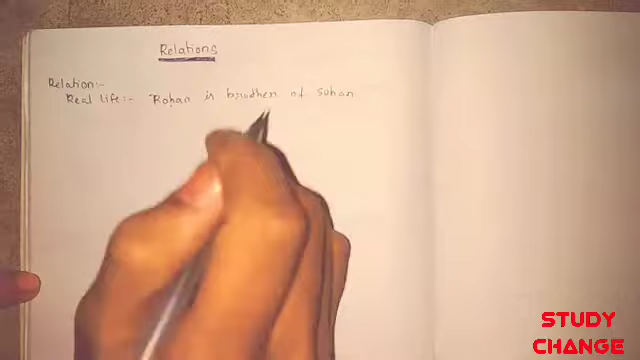 Relations
Relation:-
Real life:- Rohan is brother of Sohan
STUDY
CHANGE